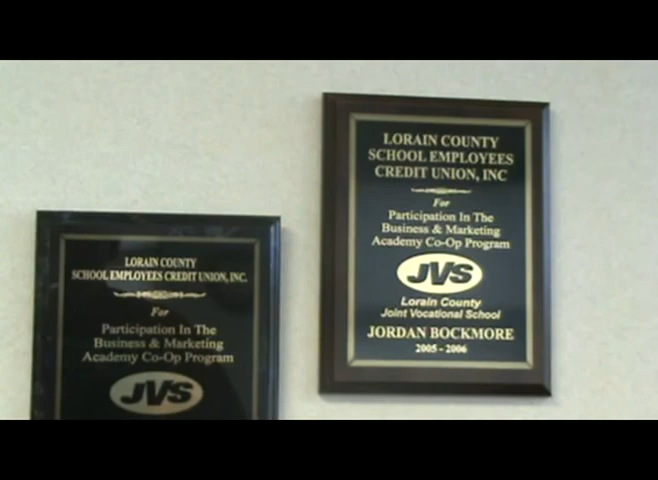 LORAIN COUNTY
SCHOOL EMPLOYEES CREDIT UNION, INC.
For
Participation In The
Business & Marketing
Academy Co-Op Program
JVS
LORAIN COUNTY
SCHOOL EMPLOYEES
CREDIT UNION, INC
For
Participation In The
Business & Marketing
Academy Co-Op Program
JVS
Lorain County
Joint Vocational School
JORDAN BOCKMORE
2005 - 2006